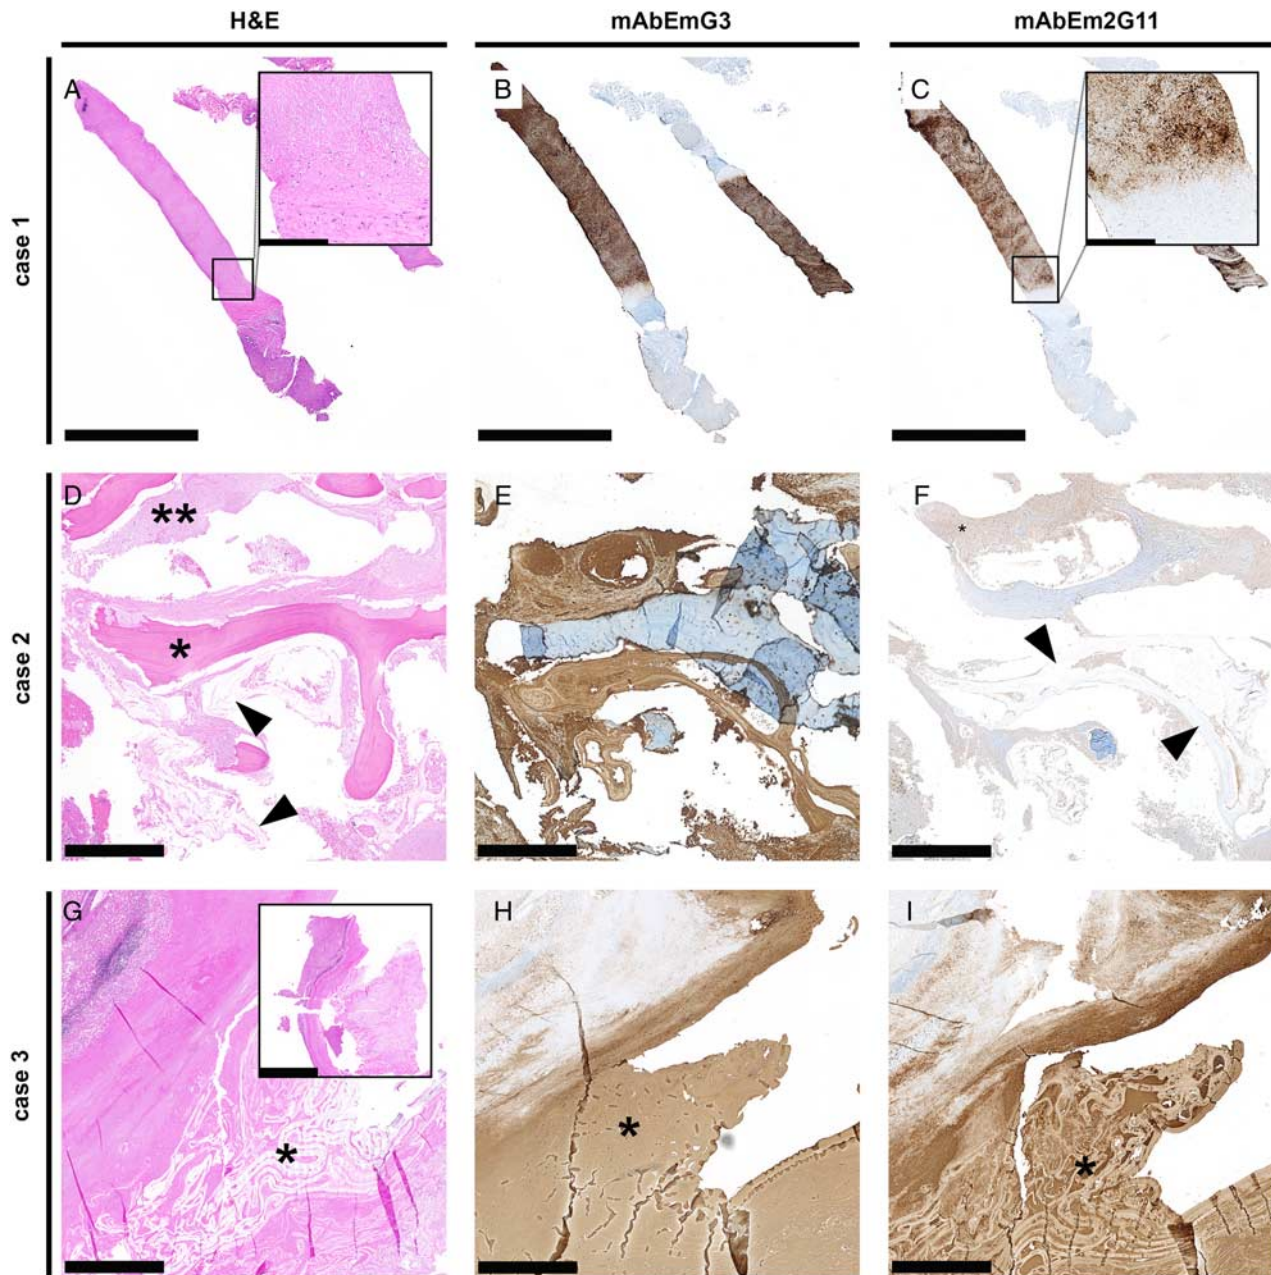 H&E mAbEmG3 mAbEm2G11
case 1
A B C
case 2
D ** * E F *
case 3
G * H * I *